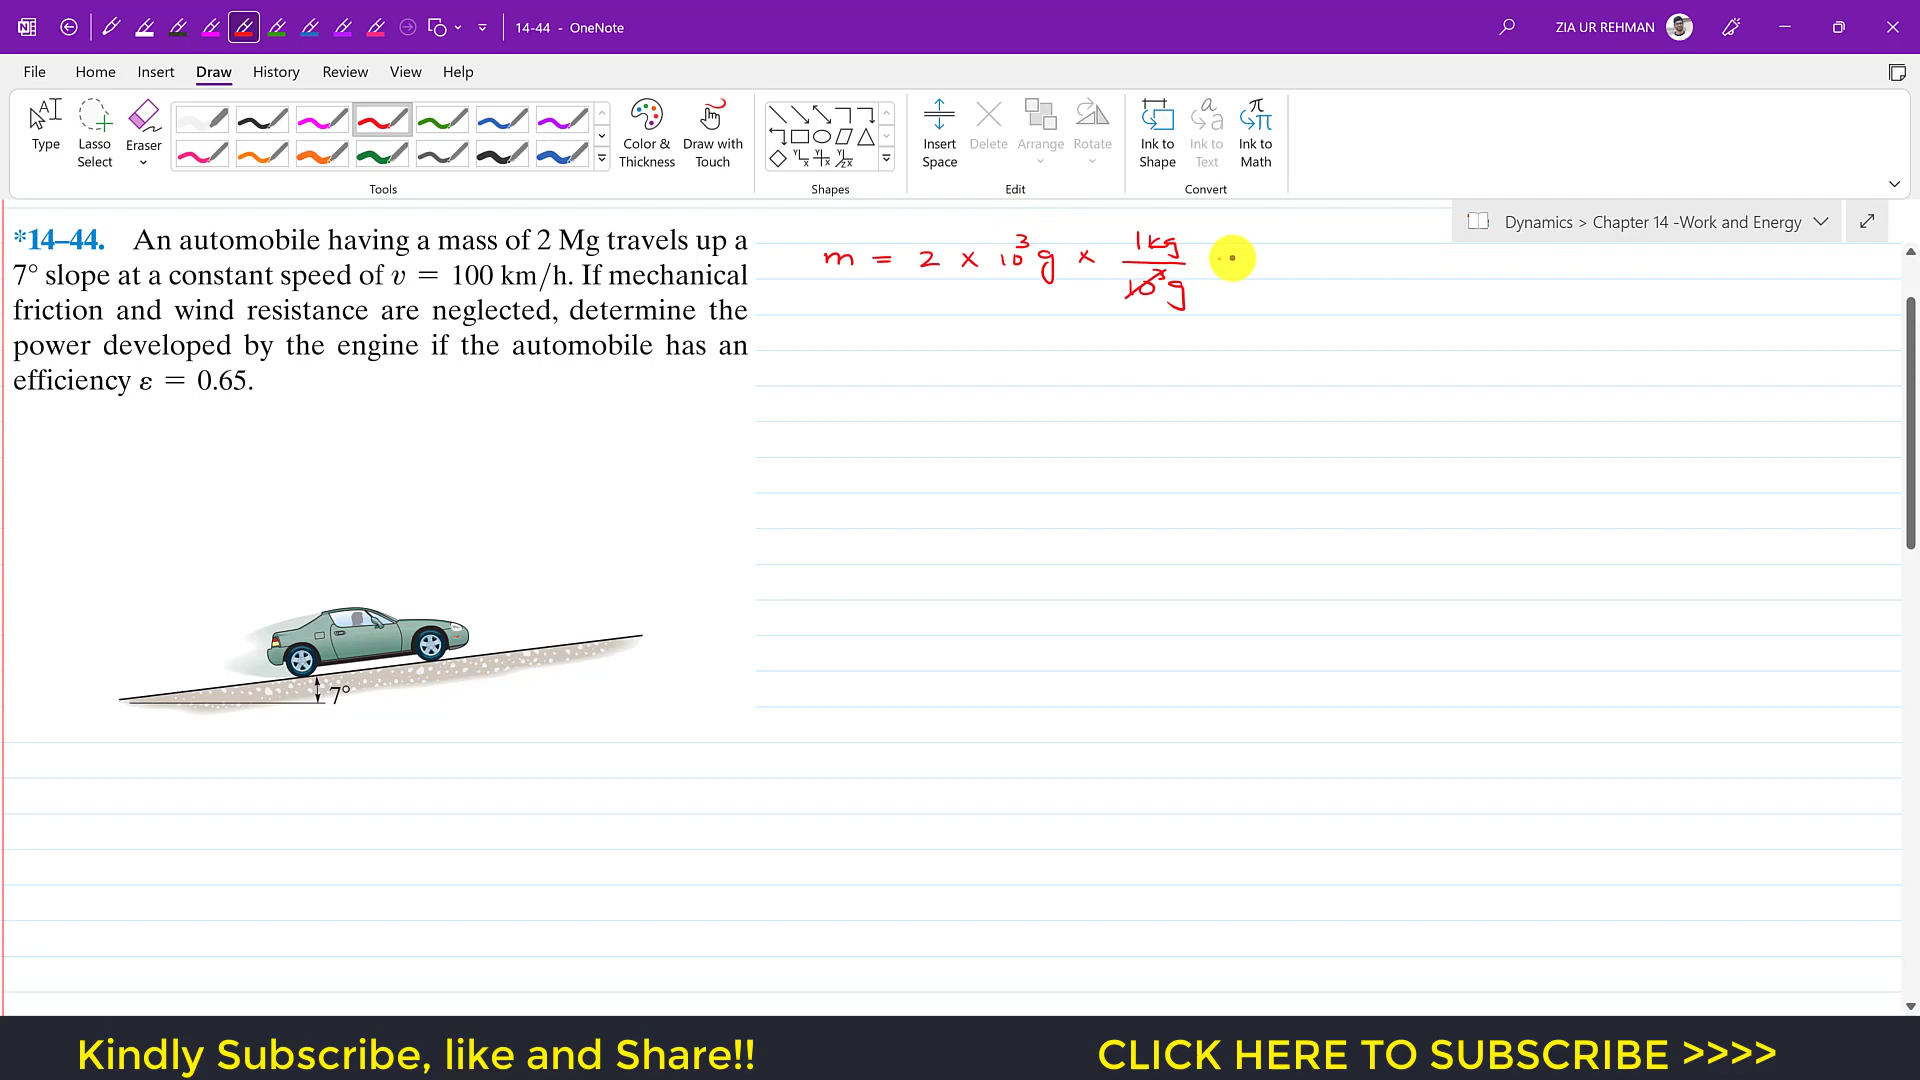 14-44 - OneNote
ZIA UR REHMAN
File Home Insert Draw History Review View Help
Type
Lasso Select
Eraser
Color & Thickness
Draw with Touch
Insert Space
Delete
Arrange
Rotate
Ink to Shape
Ink to Text
Ink to Math
Tools
Shapes
Edit
Convert
Dynamics > Chapter 14 -Work and Energy
*14–44. An automobile having a mass of 2 Mg travels up a
7° slope at a constant speed of v = 100 km/h. If mechanical
friction and wind resistance are neglected, determine the
power developed by the engine if the automobile has an
efficiency ε = 0.65.
m = 2 × 10³ g × 1kg / 10³ g
7°
Kindly Subscribe, like and Share!!
CLICK HERE TO SUBSCRIBE >>>>